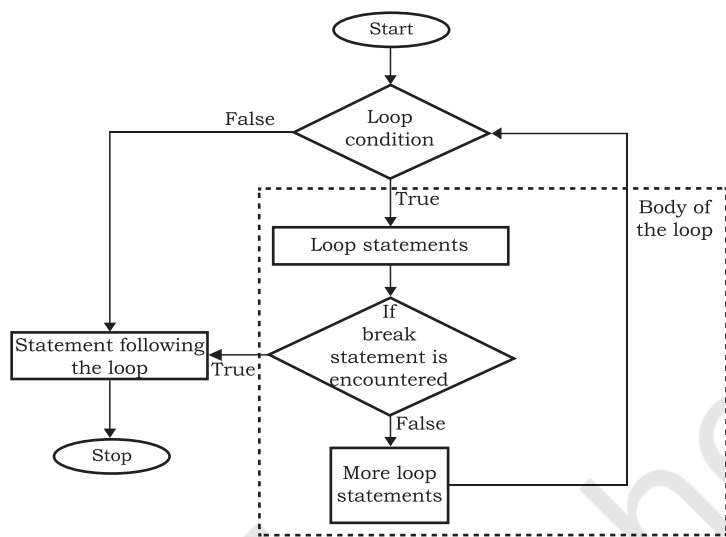 Start
Loop
condition
False
True
Body of
the loop
Loop statements
If
break
statement is
encountered
Statement following
the loop
True
False
Stop
More loop
statements